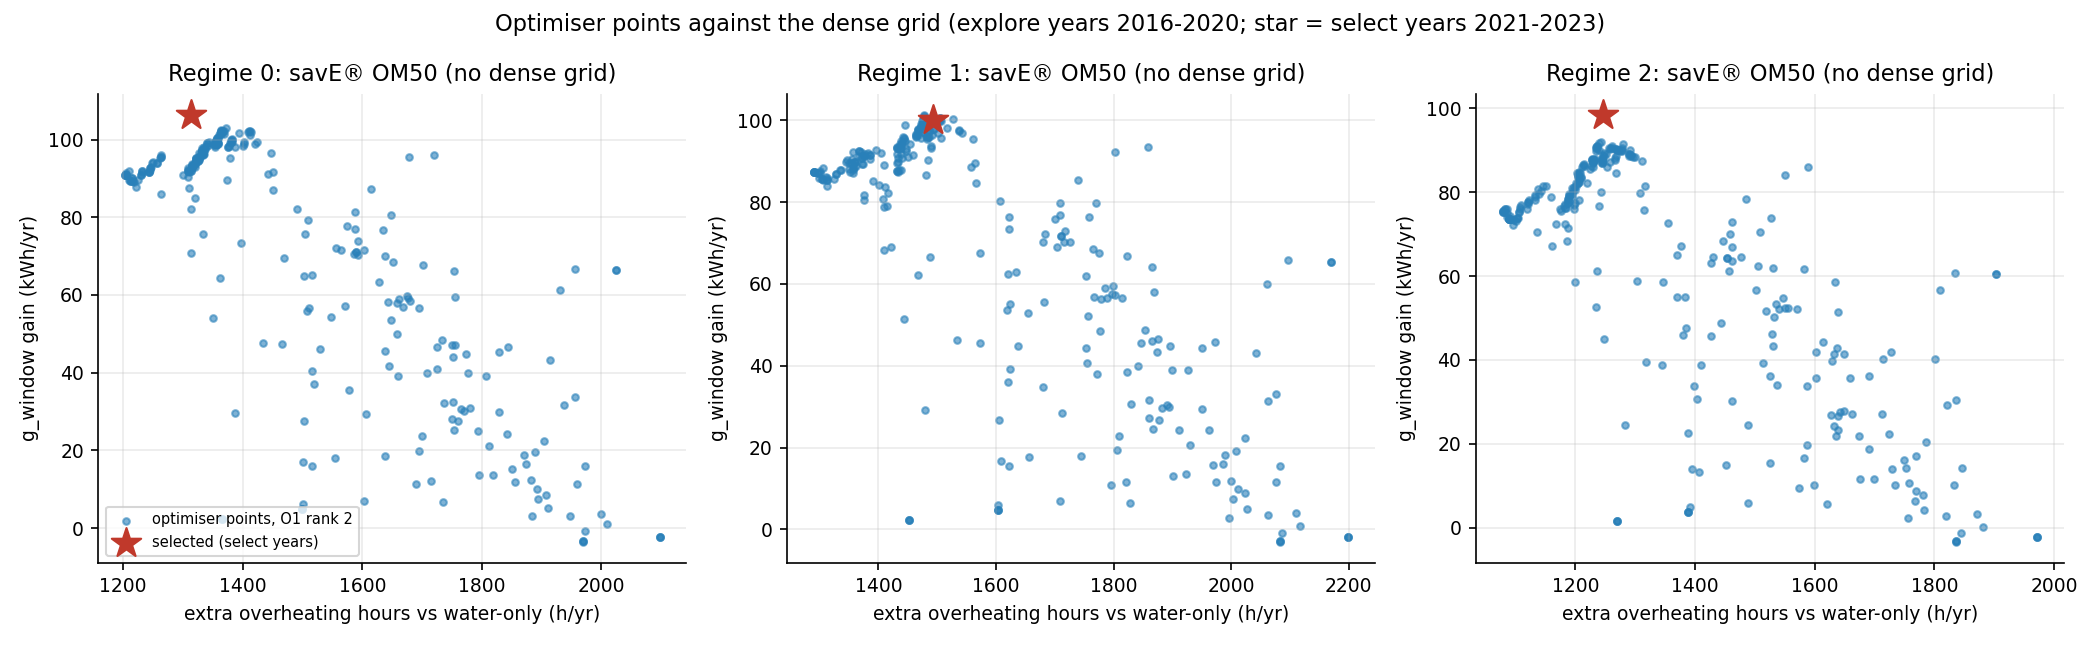 Optimiser points against the dense grid (explore years 2016-2020; star = select years 2021-2023)
Regime 0: savE® OM50 (no dense grid)
g_window gain (kWh/yr)
100
80
60
40
20
0
optimiser points, O1 rank 2
selected (select years)
1200 1400 1600 1800 2000
extra overheating hours vs water-only (h/yr)
Regime 1: savE® OM50 (no dense grid)
g_window gain (kWh/yr)
100
80
60
40
20
0
1400 1600 1800 2000 2200
extra overheating hours vs water-only (h/yr)
Regime 2: savE® OM50 (no dense grid)
g_window gain (kWh/yr)
100
80
60
40
20
0
1200 1400 1600 1800 2000
extra overheating hours vs water-only (h/yr)